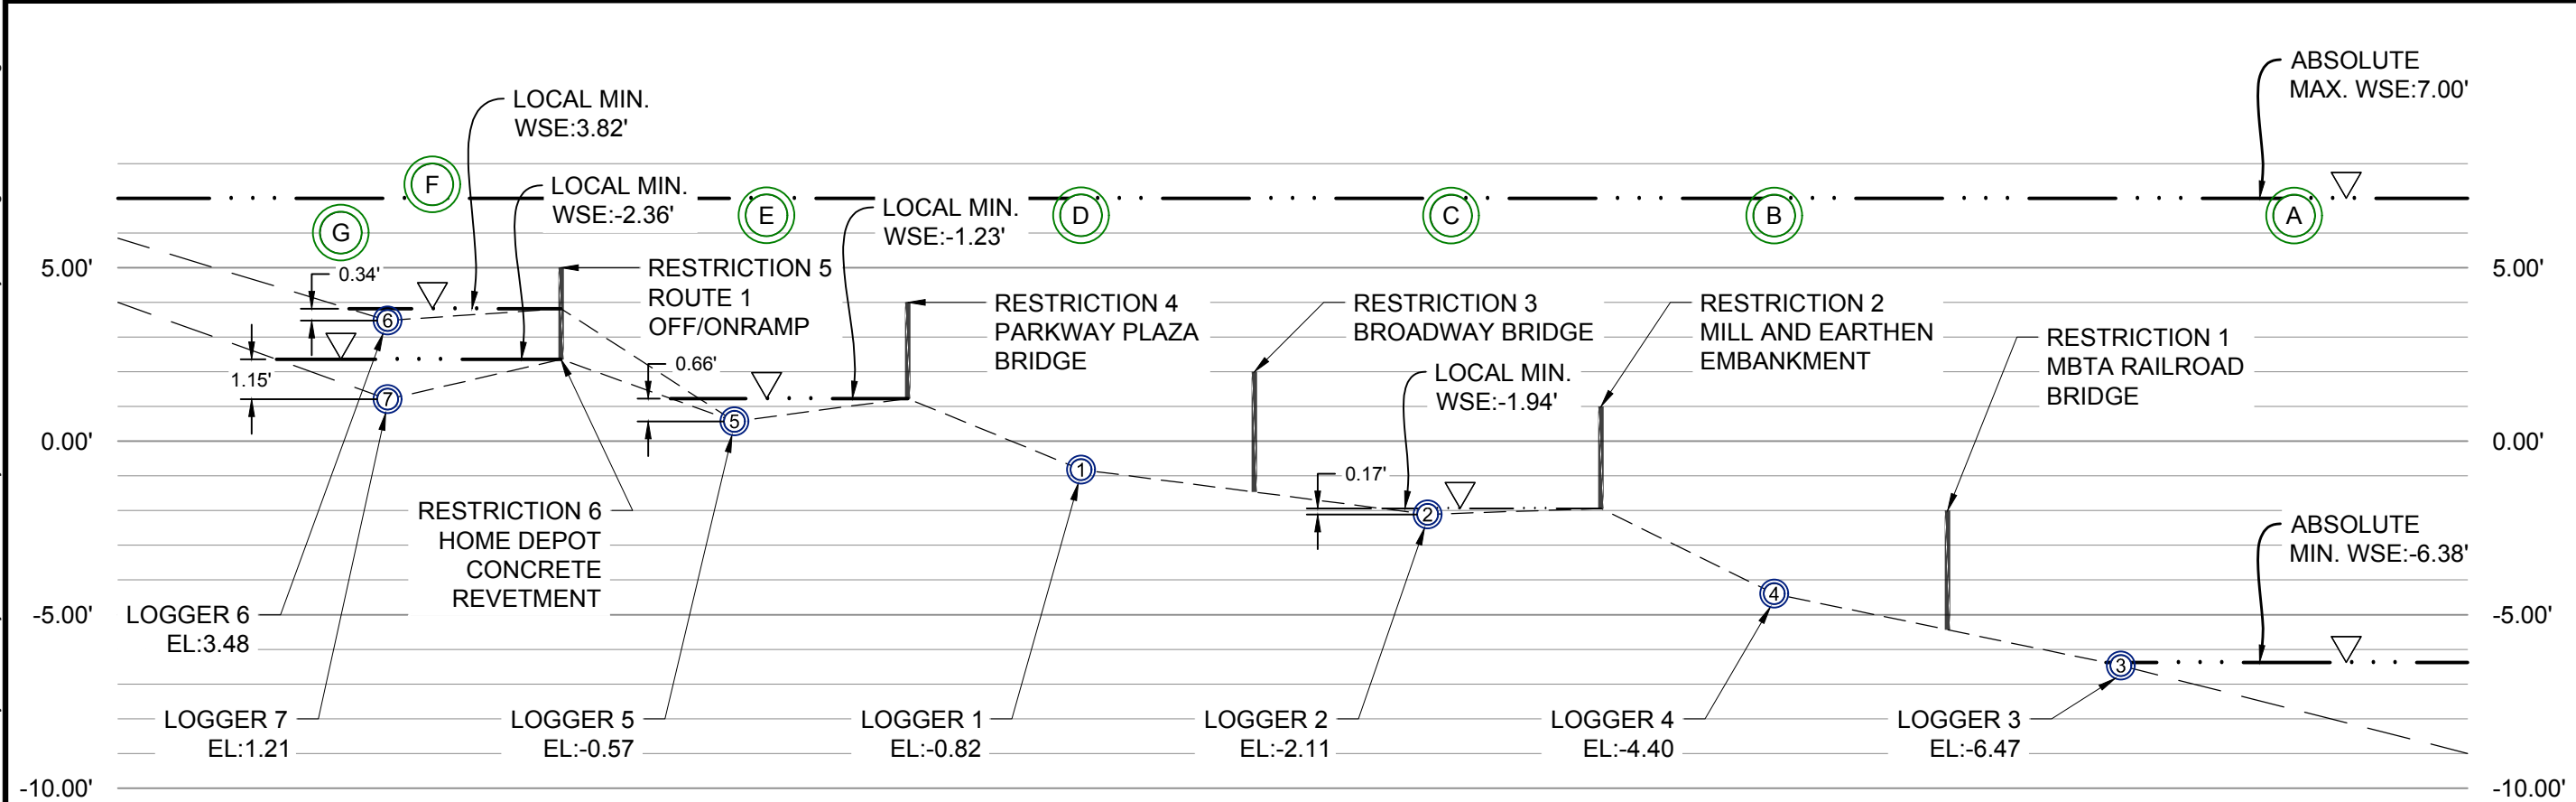 ABSOLUTE
MAX. WSE:7.00'
LOCAL MIN.
WSE:3.82'
LOCAL MIN.
WSE:-2.36'
LOCAL MIN.
WSE:-1.23'
F
G
E
D
C
B
A
5.00'
5.00'
0.34'
1.15'
0.66'
RESTRICTION 5
ROUTE 1
OFF/ONRAMP
RESTRICTION 4
PARKWAY PLAZA
BRIDGE
RESTRICTION 3
BROADWAY BRIDGE
RESTRICTION 2
MILL AND EARTHEN
EMBANKMENT
RESTRICTION 1
MBTA RAILROAD
BRIDGE
LOCAL MIN.
WSE:-1.94'
6
7
5
0.00'
0.00'
1
0.17'
2
4
3
RESTRICTION 6
HOME DEPOT
CONCRETE
REVETMENT
ABSOLUTE
MIN. WSE:-6.38'
-5.00'
-5.00'
LOGGER 6
EL:3.48
LOGGER 7
EL:1.21
LOGGER 5
EL:-0.57
LOGGER 1
EL:-0.82
LOGGER 2
EL:-2.11
LOGGER 4
EL:-4.40
LOGGER 3
EL:-6.47
-10.00'
-10.00'